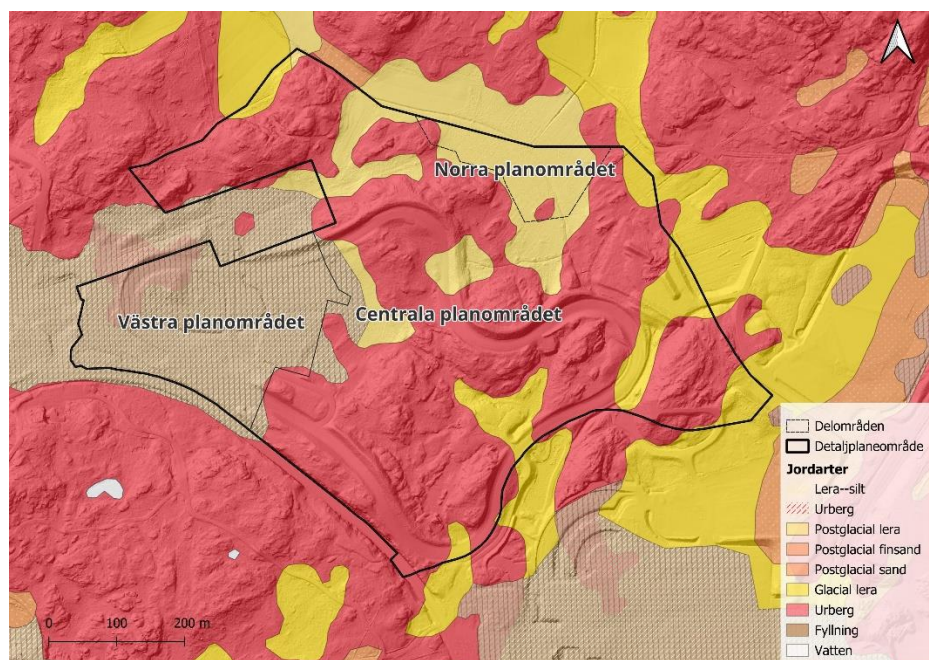 Norra planområdet
Västra planområdet
Centrala planområdet
Delområden
Detaljplaneområde
Jordarter
Lera--silt
Urberg
Postglacial lera
Postglacial finsand
Postglacial sand
Glacial lera
Urberg
Fyllning
Vatten
0 100 200 m